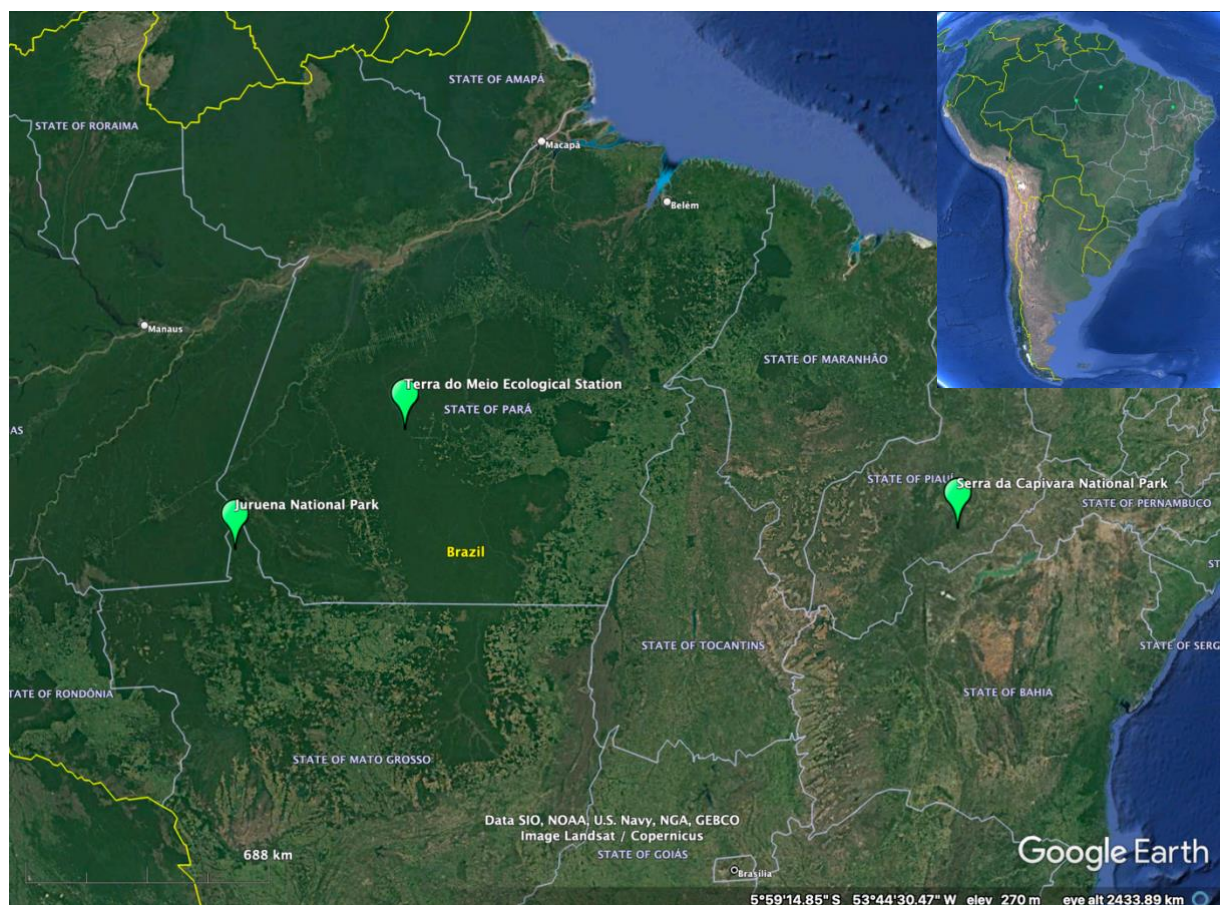 STATE OF AMAPÁ
STATE OF RORAIMA
Macapá
Belém
Manaus
STATE OF MARANHÃO
Terra do Meio Ecological Station
STATE OF PARÁ
AS
STATE OF PIAUÍ
Serra da Capivara National Park
STATE OF PERNAMBUCO
Juruena National Park
Brazil
ST
STATE OF TOCANTINS
STATE OF SERG
TATE OF RONDÔNIA
STATE OF BAHIA
STATE OF MATO GROSSO
Data SIO, NOAA, U.S. Navy, NGA, GEBCO
Image Landsat / Copernicus
688 km
STATE OF GOIÁS
Google Earth
Brasília
5°59'14.85" S 53°44'30.47" W elev 270 m eye alt 2433.89 km